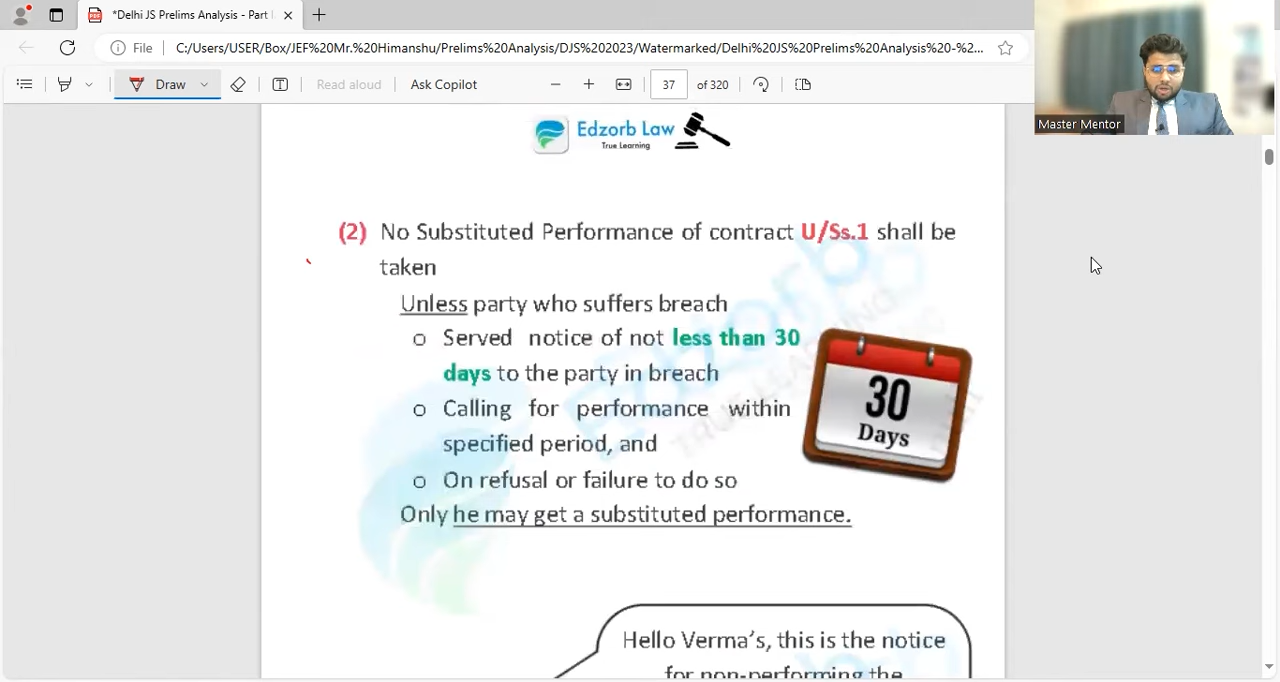 *Delhi JS Prelims Analysis - Part I
File
C:/Users/USER/Box/JEF%20Mr.%20Himanshu/Prelims%20Analysis/DJS%202023/Watermarked/Delhi%20JS%20Prelims%20Analysis%20-%2...
Draw
Read aloud
Ask Copilot
37 of 320
Master Mentor
Edzorb Law
True Learning
(2) No Substituted Performance of contract U/Ss.1 shall be
taken
Unless party who suffers breach
o Served notice of not less than 30
days to the party in breach
o Calling for performance within
specified period, and
o On refusal or failure to do so
Only he may get a substituted performance.
30
Days
Hello Verma's, this is the notice
for non-performing the